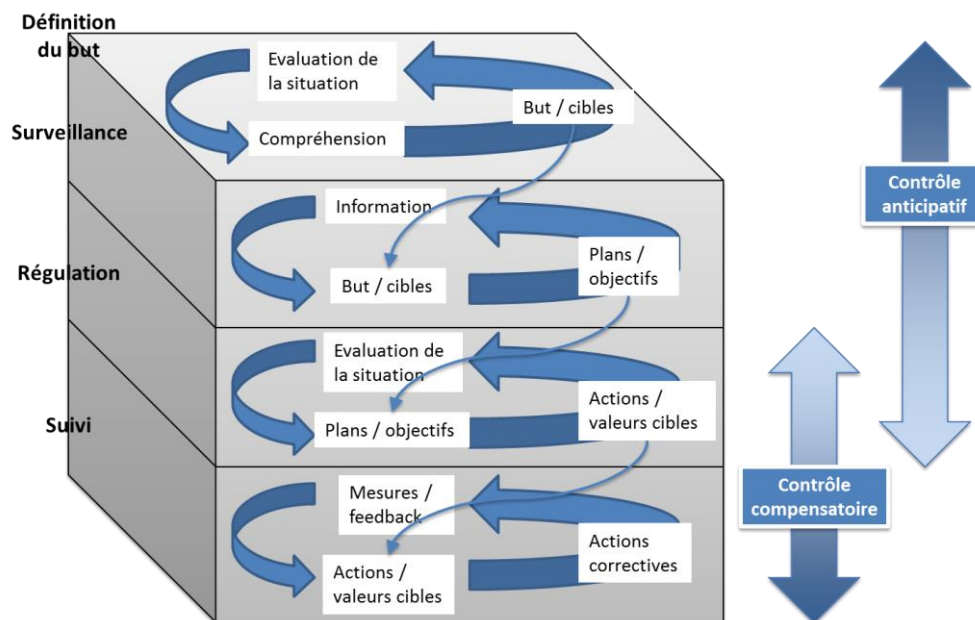 Définition
du but
Evaluation de
la situation
But / cibles
Surveillance
Compréhension
Contrôle
anticipatif
Information
Régulation
But / cibles
Plans /
objectifs
Evaluation de
la situation
Suivi
Plans / objectifs
Actions /
valeurs cibles
Contrôle
compensatoire
Mesures /
feedback
Actions /
valeurs cibles
Actions
correctives